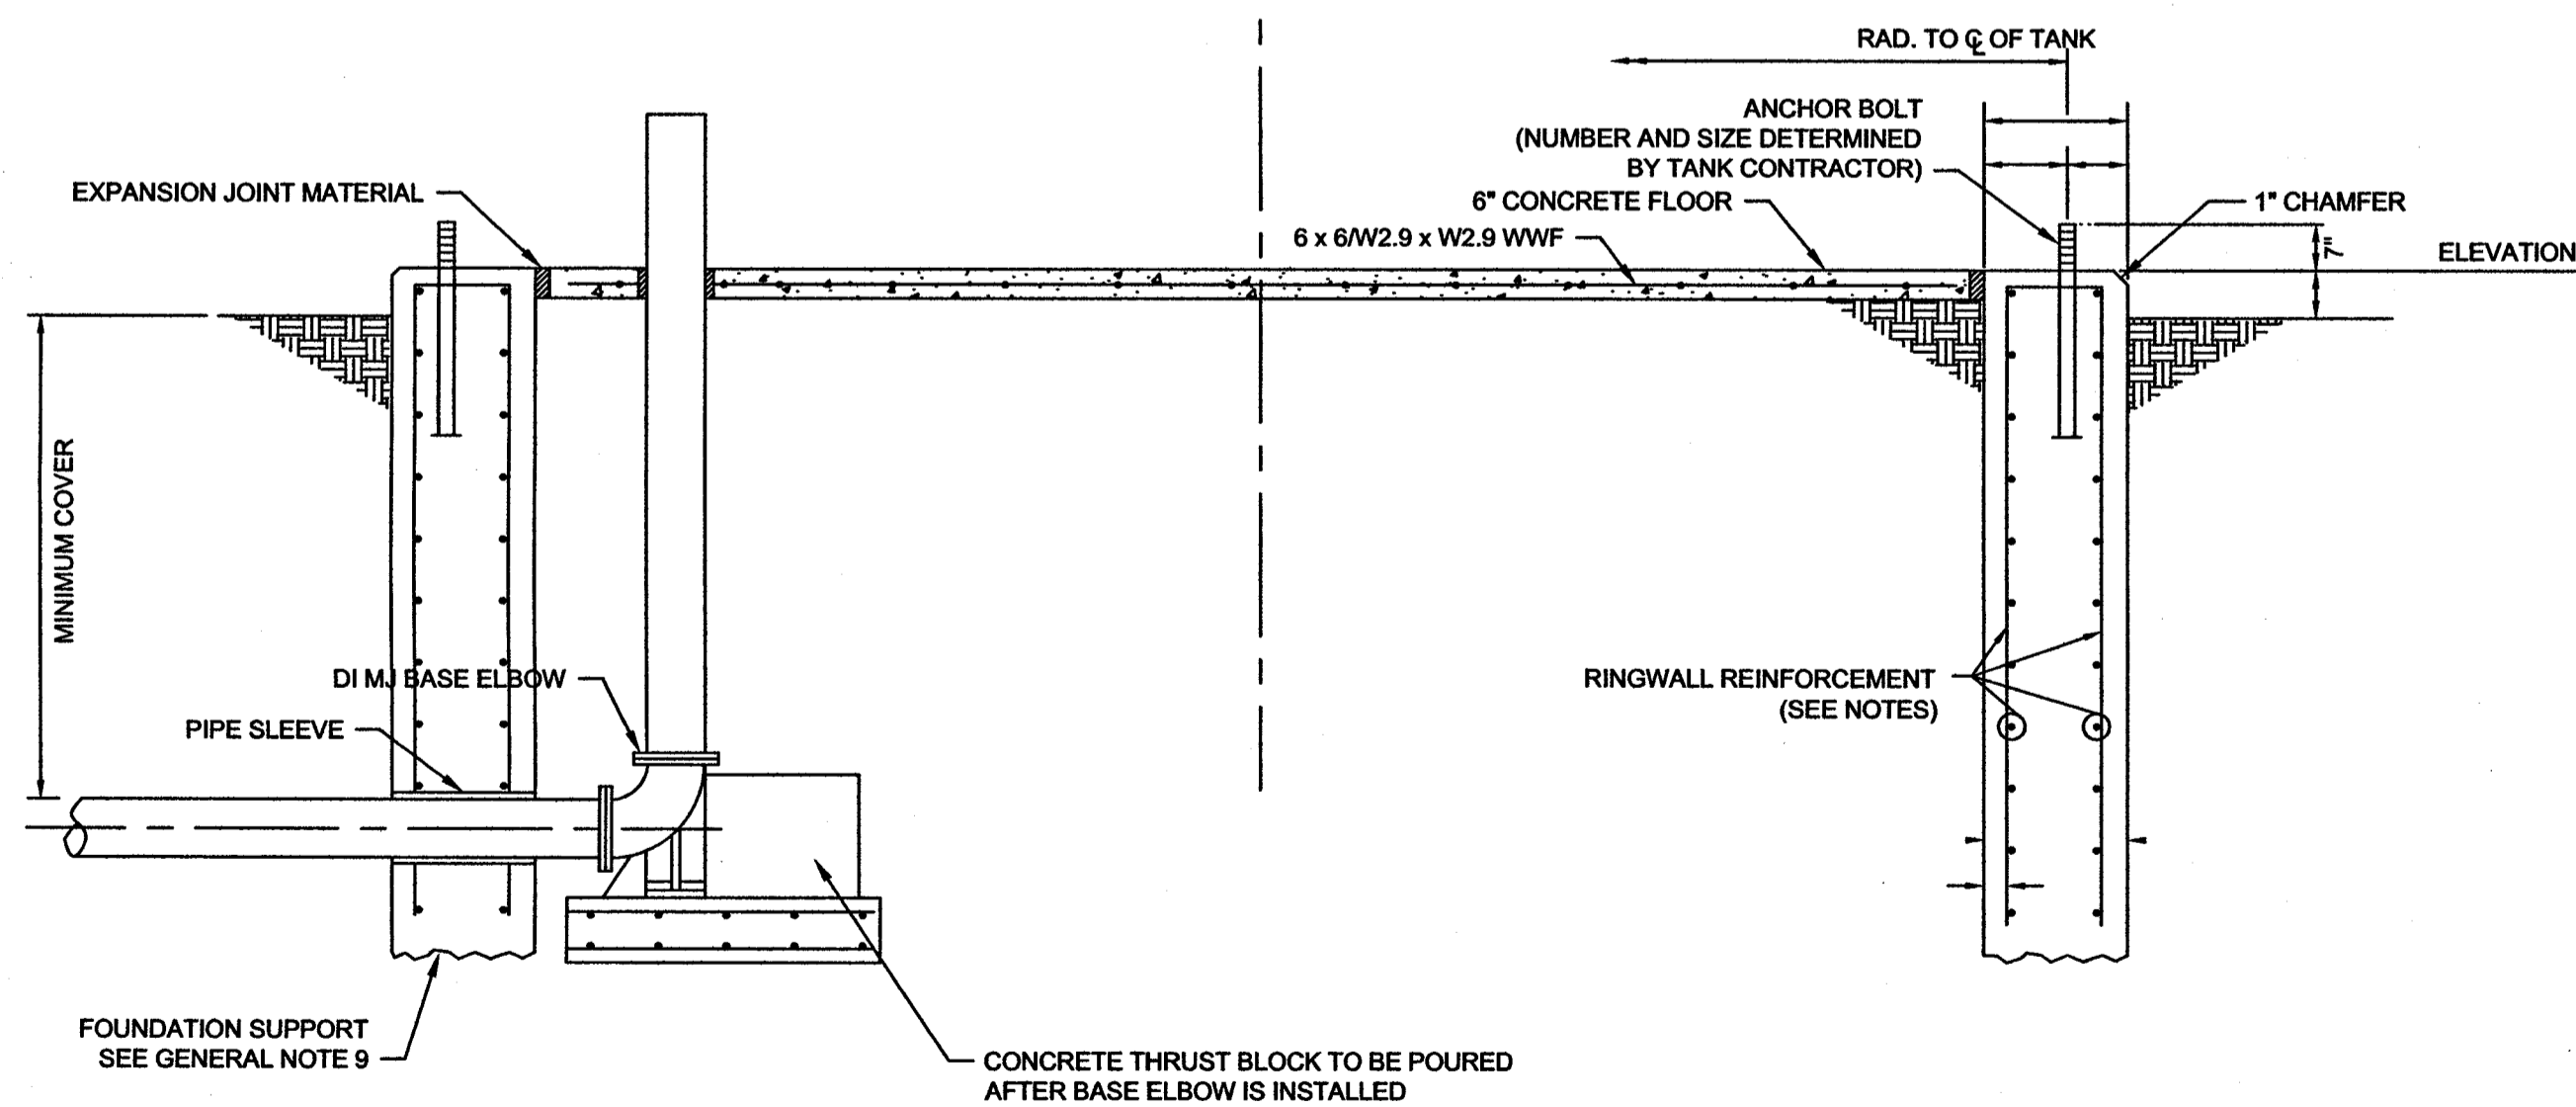 RAD. TO ℄ OF TANK
ANCHOR BOLT
(NUMBER AND SIZE DETERMINED
BY TANK CONTRACTOR)
EXPANSION JOINT MATERIAL
6" CONCRETE FLOOR
1" CHAMFER
6 x 6/W2.9 x W2.9 WWF
7"
ELEVATION
MINIMUM COVER
DI MJ BASE ELBOW
PIPE SLEEVE
RINGWALL REINFORCEMENT
(SEE NOTES)
FOUNDATION SUPPORT
SEE GENERAL NOTE 9
CONCRETE THRUST BLOCK TO BE POURED
AFTER BASE ELBOW IS INSTALLED